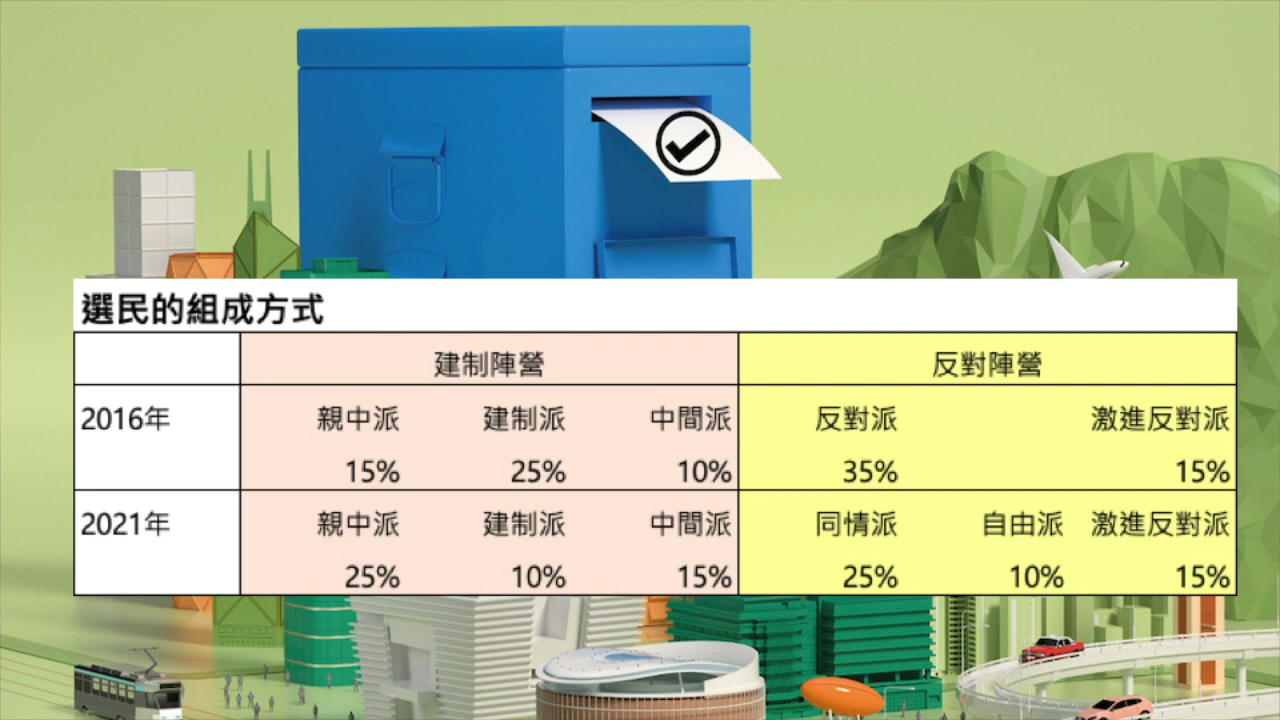 選民的組成方式
建制陣營 反對陣營
2016年 親中派 建制派 中間派 反對派 激進反對派
15% 25% 10% 35% 15%
2021年 親中派 建制派 中間派 同情派 自由派 激進反對派
25% 10% 15% 25% 10% 15%